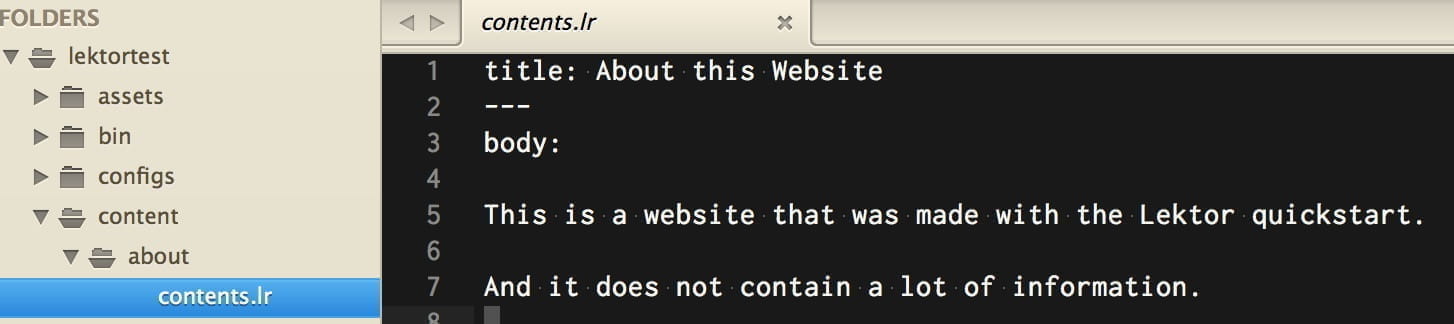 FOLDERS
lektortest
assets
bin
configs
content
about
contents.lr
contents.lr
1 title: About this Website
2 ---
3 body:
4
5 This is a website that was made with the Lektor quickstart.
6
7 And it does not contain a lot of information.
8